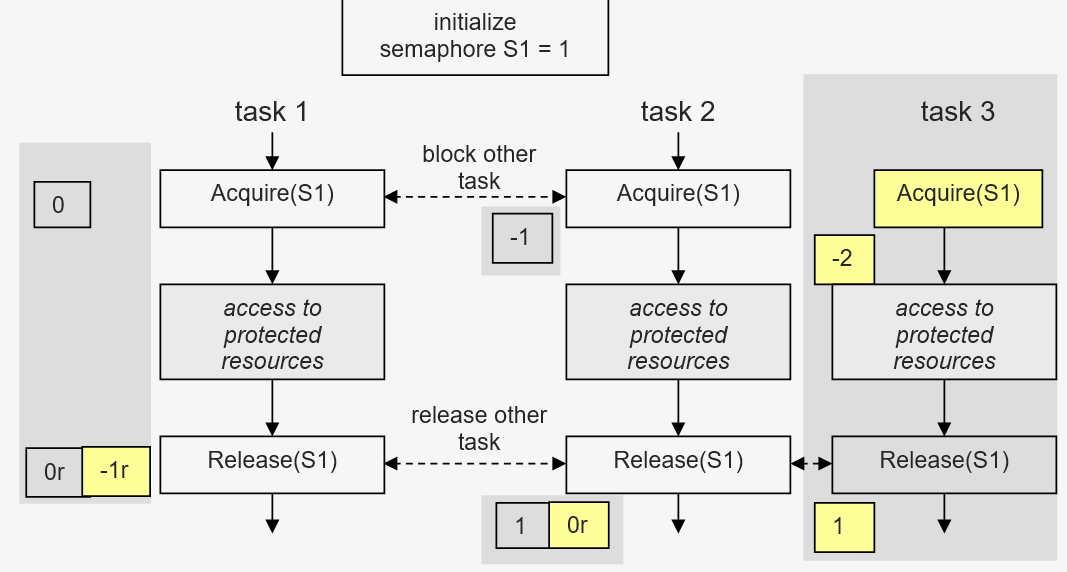 initialize
semaphore S1 = 1
task 1
task 2
task 3
block other
task
Acquire(S1)
Acquire(S1)
Acquire(S1)
0
-1
-2
access to
protected
resources
access to
protected
resources
access to
protected
resources
release other
task
Release(S1)
Release(S1)
Release(S1)
0r
-1r
1
0r
1